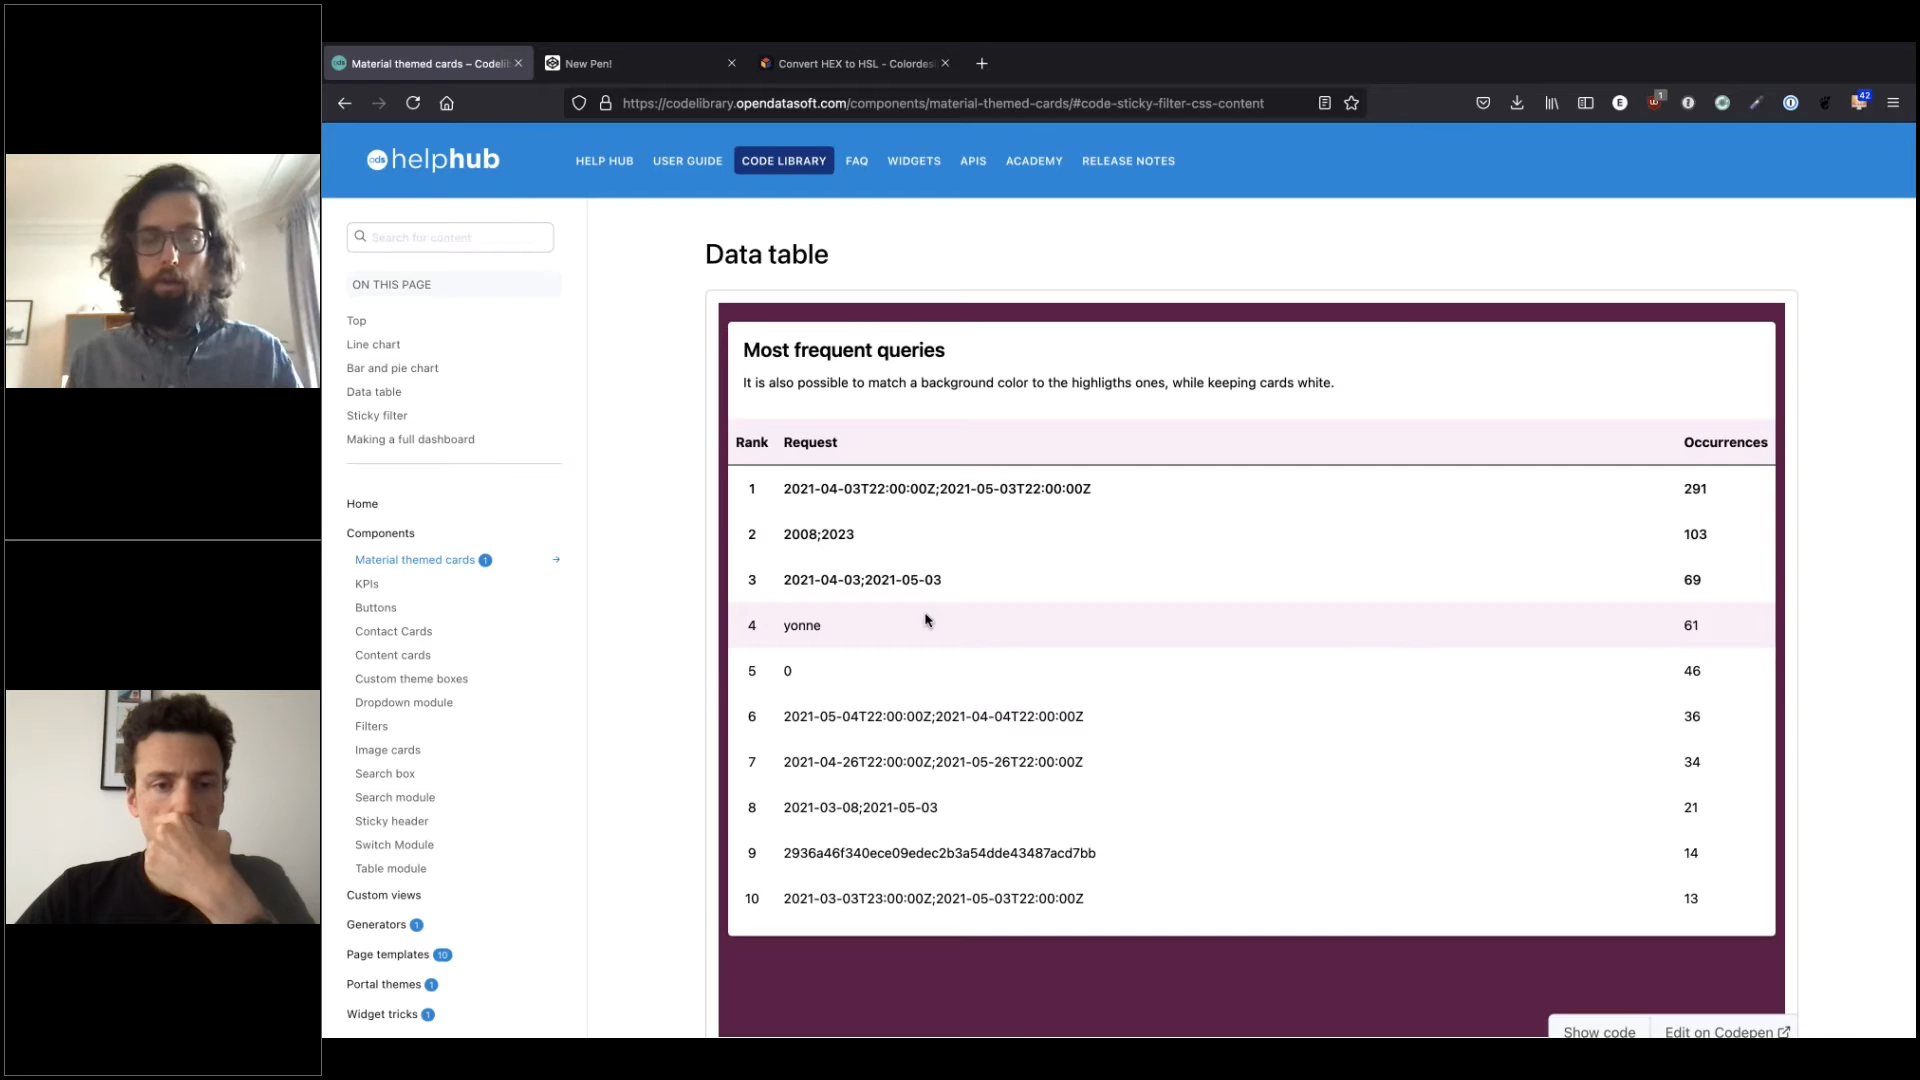 Material themed cards – Codelib
New Pen!
Convert HEX to HSL - Colordes
https://codelibrary.opendatasoft.com/components/material-themed-cards/#code-sticky-filter-css-content
1
42
ods helphub
HELP HUB
USER GUIDE
CODE LIBRARY
FAQ
WIDGETS
APIS
ACADEMY
RELEASE NOTES
Search for content
ON THIS PAGE
Top
Line chart
Bar and pie chart
Data table
Sticky filter
Making a full dashboard
Home
Components
Material themed cards 1
KPIs
Buttons
Contact Cards
Content cards
Custom theme boxes
Dropdown module
Filters
Image cards
Search box
Search module
Sticky header
Switch Module
Table module
Custom views
Generators 1
Page templates 10
Portal themes 1
Widget tricks 1
Data table
Most frequent queries
It is also possible to match a background color to the highligths ones, while keeping cards white.
Rank Request Occurrences
1 2021-04-03T22:00:00Z;2021-05-03T22:00:00Z 291
2 2008;2023 103
3 2021-04-03;2021-05-03 69
4 yonne 61
5 0 46
6 2021-05-04T22:00:00Z;2021-04-04T22:00:00Z 36
7 2021-04-26T22:00:00Z;2021-05-26T22:00:00Z 34
8 2021-03-08;2021-05-03 21
9 2936a46f340ece09edec2b3a54dde43487acd7bb 14
10 2021-03-03T23:00:00Z;2021-05-03T22:00:00Z 13
Show code
Edit on Codepen